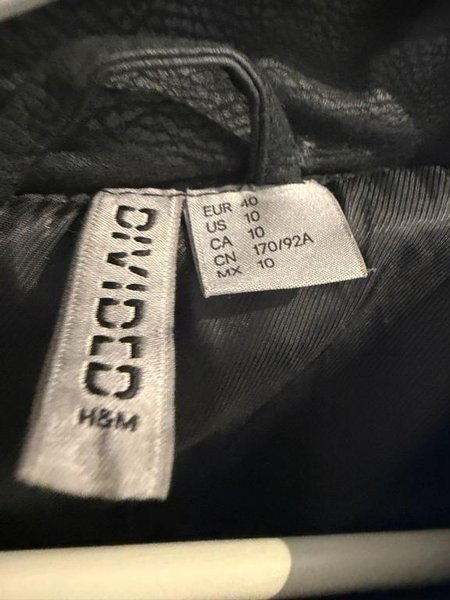 DIVIDED
H&M
EUR 40
US 10
CA 10
CN 170/92A
MX 10